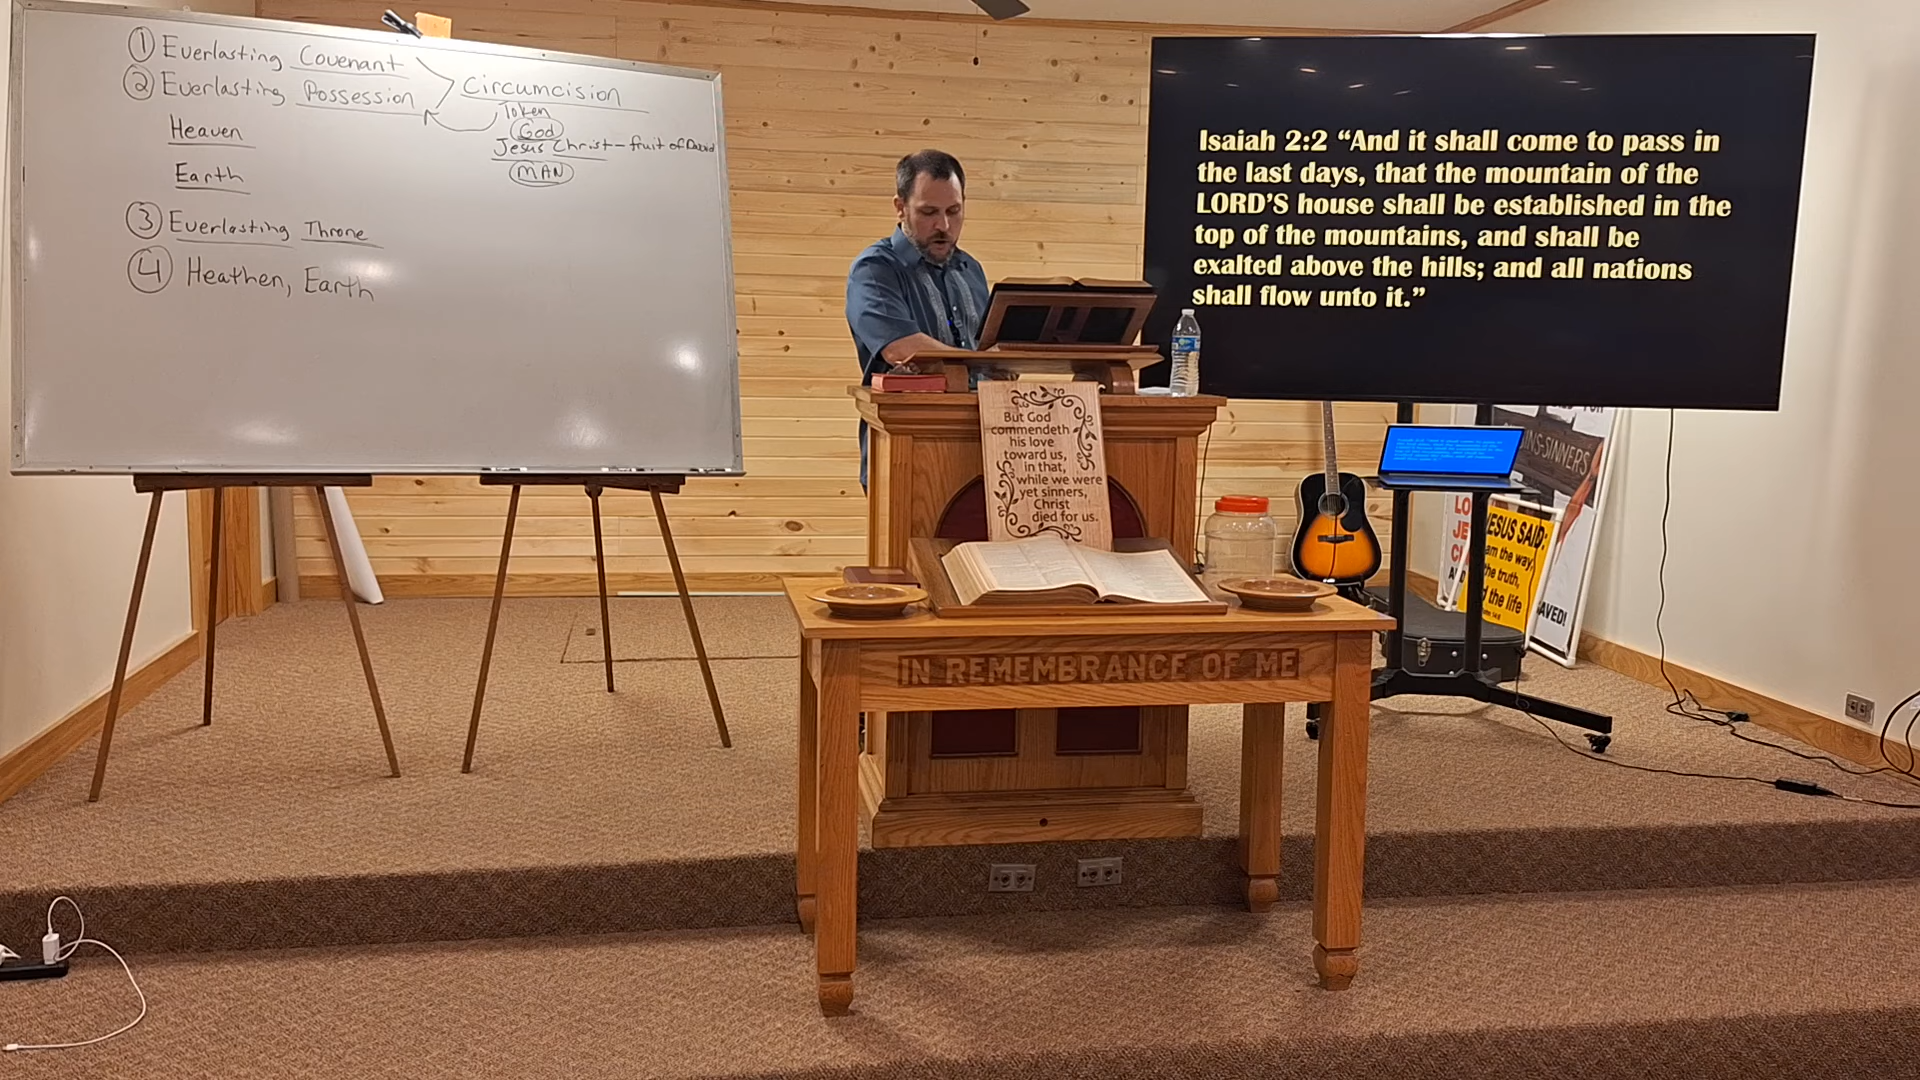 ① Everlasting Covenant
② Everlasting Possession
Heaven
Earth
③ Everlasting Throne
④ Heathen, Earth
Circumcision
Token
God
Jesus Christ – fruit of David
MAN
Isaiah 2:2 “And it shall come to pass in
the last days, that the mountain of the
LORD’S house shall be established in the
top of the mountains, and shall be
exalted above the hills; and all nations
shall flow unto it.”
But God
commendeth
his love
toward us,
in that,
while we were
yet sinners,
Christ
died for us.
IN REMEMBRANCE OF ME
SINNERS
JESUS SAID:
am the way,
the truth,
d the life
AVED!